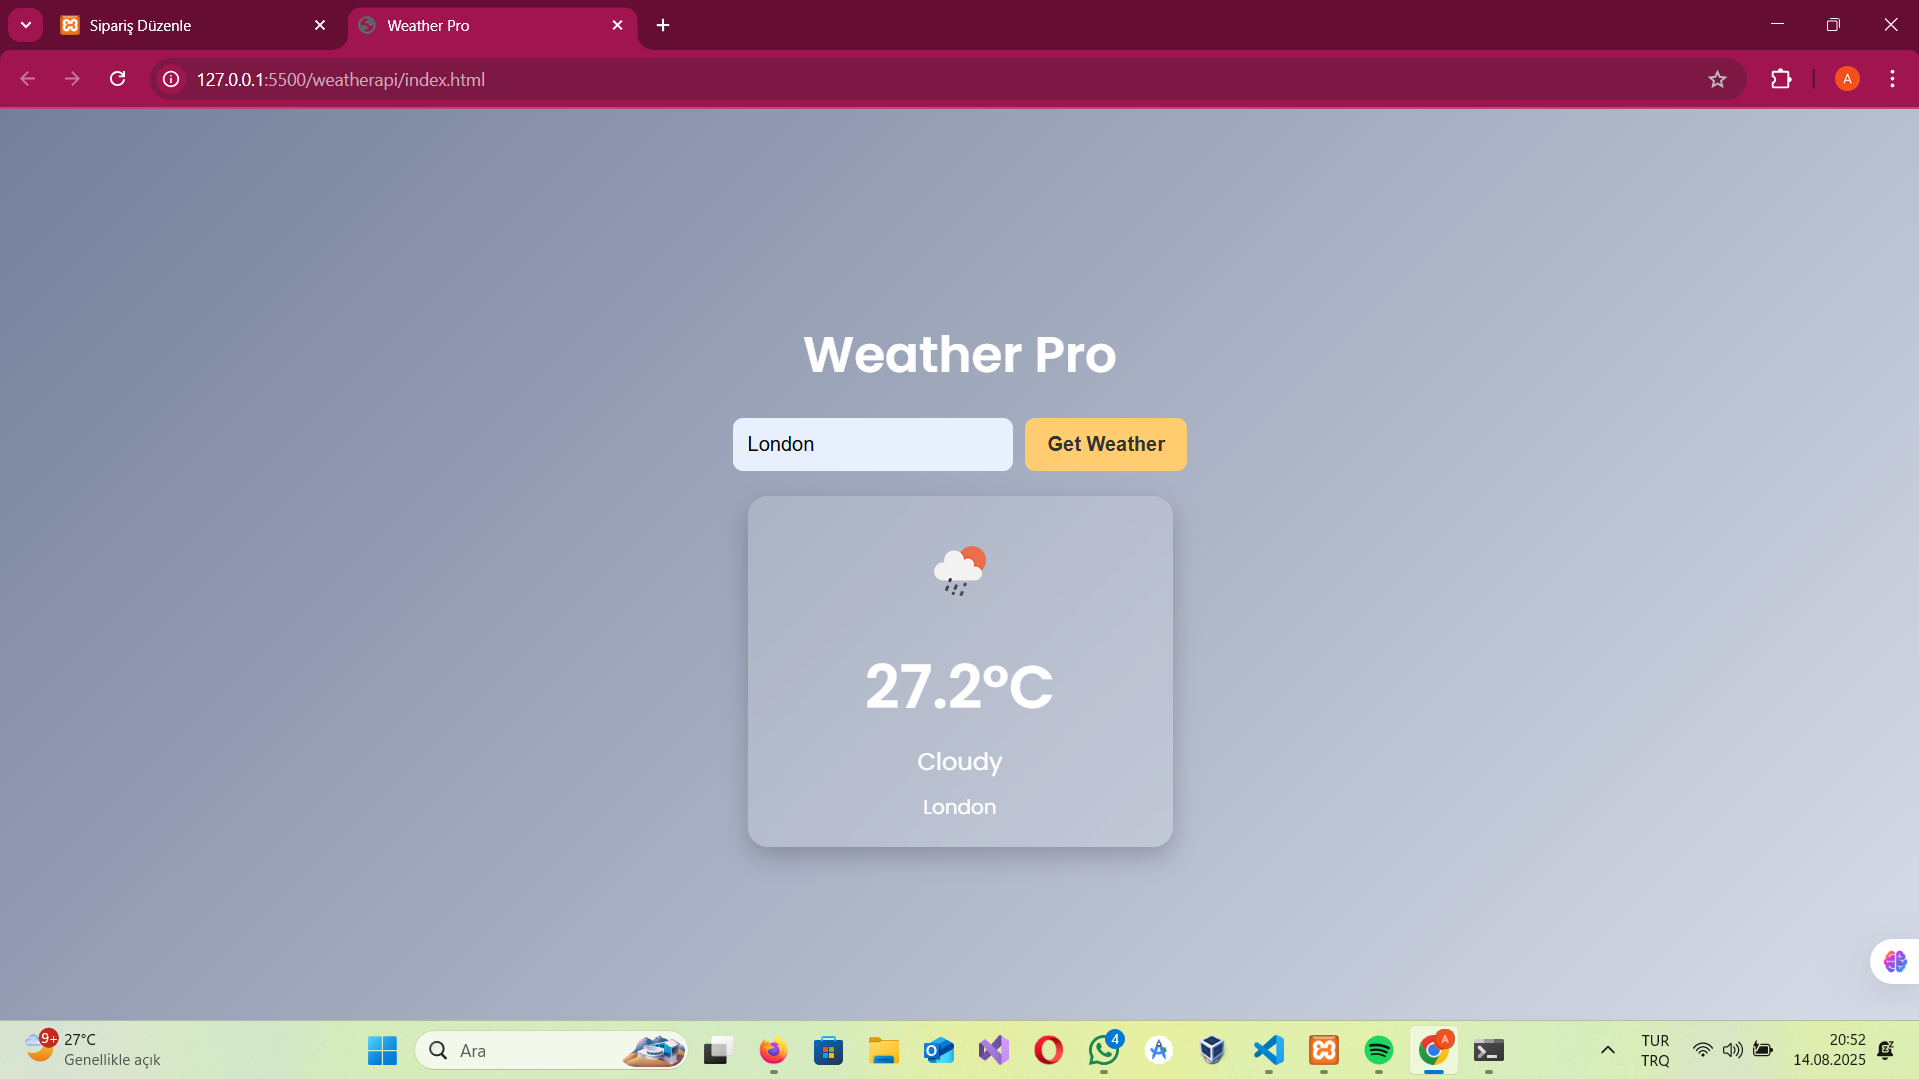 Sipariş Düzenle
Weather Pro
127.0.0.1:5500/weatherapi/index.html
A
Weather Pro
London
Get Weather
27.2°C
Cloudy
London
9+
27°C
Genellikle açık
Ara
4
A
TUR
TRQ
20:52
14.08.2025